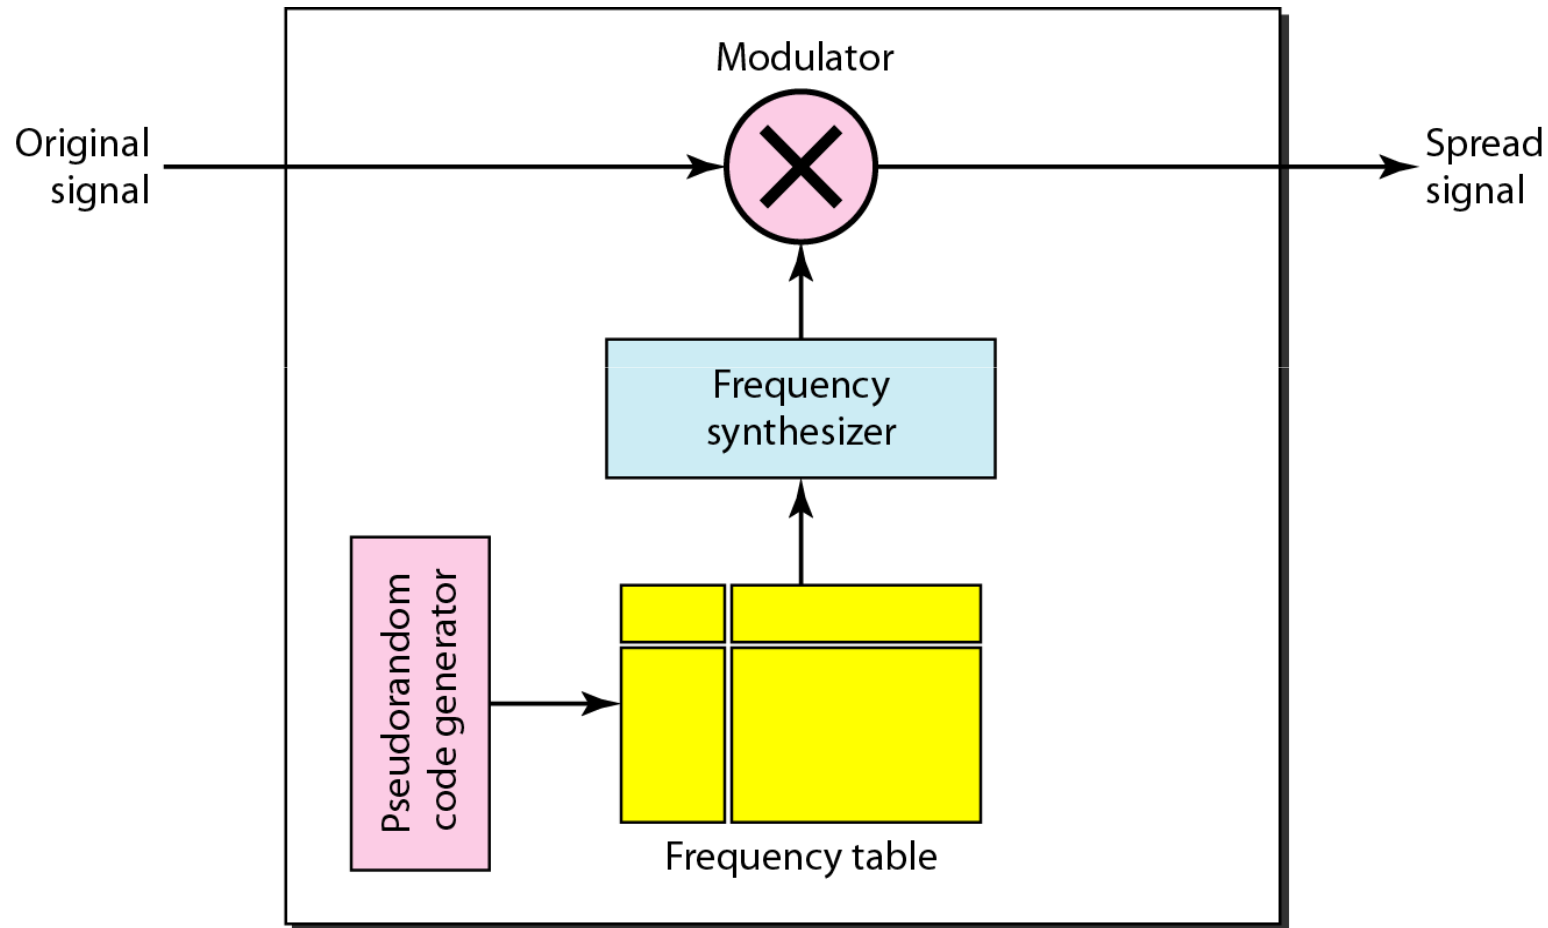 Modulator
Original
signal
Spread
signal
Frequency
synthesizer
Pseudorandom
code generator
Frequency table